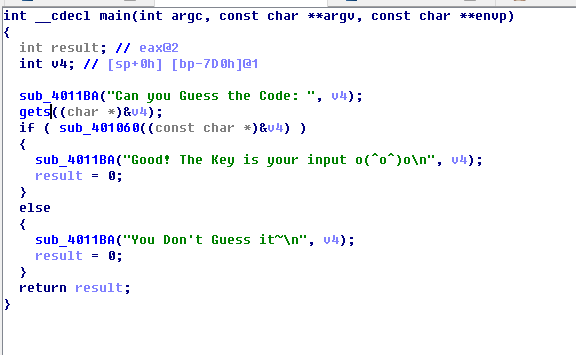 int __cdecl main(int argc, const char **argv, const char **envp)
{
  int result; // eax@2
  int v4; // [sp+0h] [bp-7D0h]@1

  sub_4011BA("Can you Guess the Code: ", v4);
  gets((char *)&v4);
  if ( sub_401060((const char *)&v4) )
  {
    sub_4011BA("Good! The Key is your input o(^o^)o\n", v4);
    result = 0;
  }
  else
  {
    sub_4011BA("You Don't Guess it~\n", v4);
    result = 0;
  }
  return result;
}